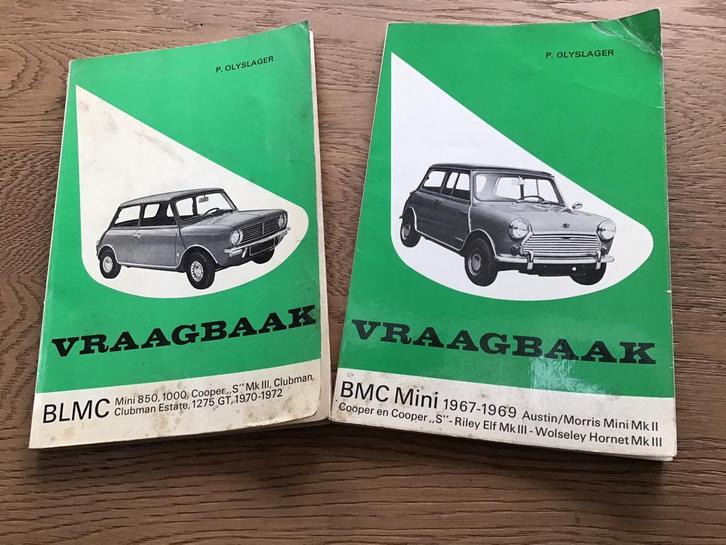 P. OLYSLAGER
VRAAGBAAK
BLMC Mini 850, 1000, Cooper „S" Mk III, Clubman,
Clubman Estate, 1275 GT, 1970-1972
P. OLYSLAGER
VRAAGBAAK
BMC Mini 1967-1969 Austin/Morris Mini Mk II
Cooper en Cooper „S" - Riley Elf Mk III - Wolseley Hornet Mk III